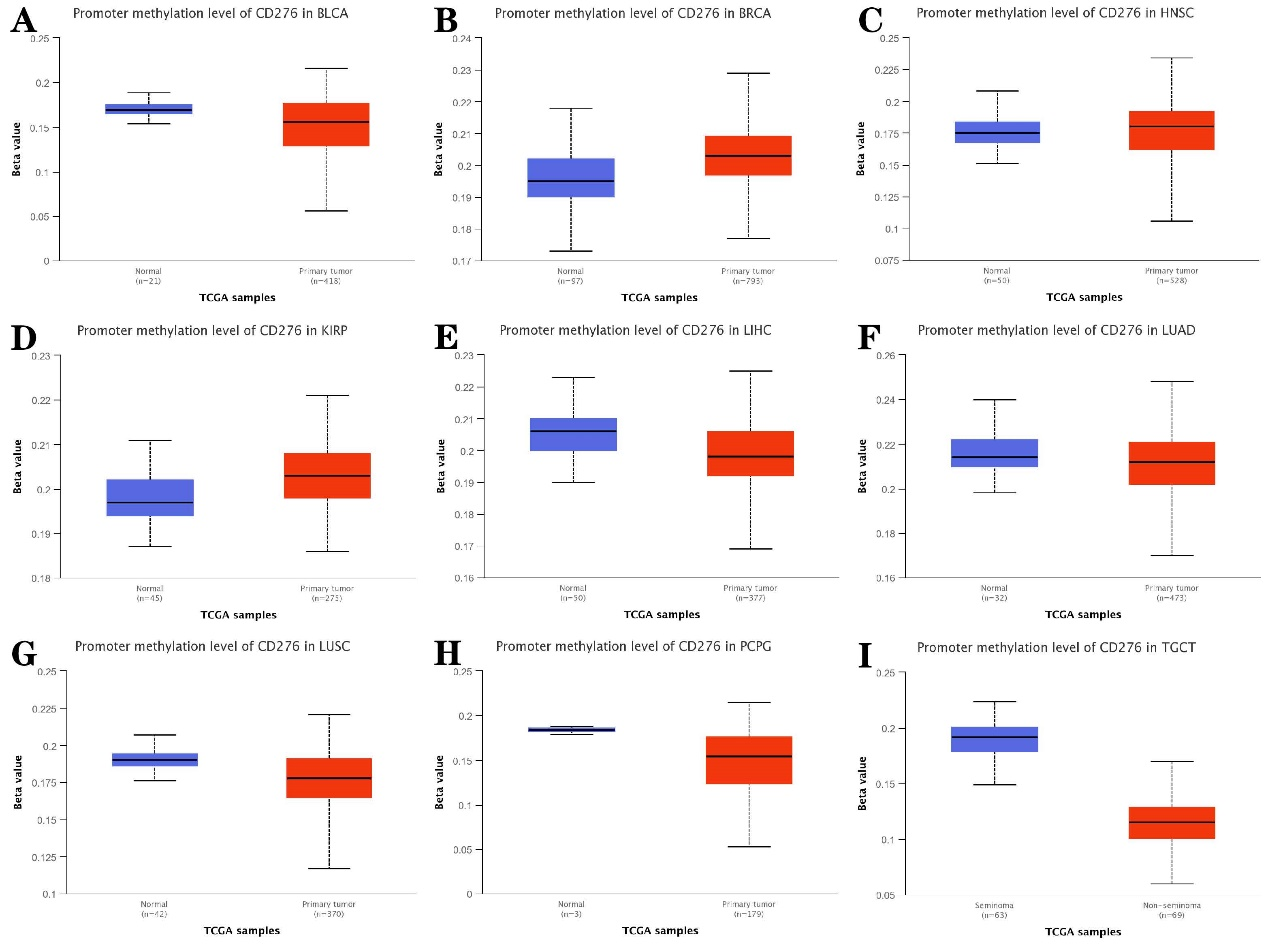 A
Promoter methylation level of CD276 in BLCA
0.25
0.2
0.15
0.1
0.05
0
Beta value
Normal
(n=21)
Primary tumor
(n=418)
TCGA samples
B
Promoter methylation level of CD276 in BRCA
0.24
0.23
0.22
0.21
0.2
0.19
0.18
0.17
Beta value
Normal
(n=97)
Primary tumor
(n=793)
TCGA samples
C
Promoter methylation level of CD276 in HNSC
0.25
0.225
0.2
0.175
0.15
0.125
0.1
0.075
Beta value
Normal
(n=50)
Primary tumor
(n=528)
TCGA samples
D
Promoter methylation level of CD276 in KIRP
0.23
0.22
0.21
0.2
0.19
0.18
Beta value
Normal
(n=45)
Primary tumor
(n=275)
TCGA samples
E
Promoter methylation level of CD276 in LIHC
0.23
0.22
0.21
0.2
0.19
0.18
0.17
0.16
Beta value
Normal
(n=50)
Primary tumor
(n=377)
TCGA samples
F
Promoter methylation level of CD276 in LUAD
0.26
0.24
0.22
0.2
0.18
0.16
Beta value
Normal
(n=32)
Primary tumor
(n=473)
TCGA samples
G
Promoter methylation level of CD276 in LUSC
0.25
0.225
0.2
0.175
0.15
0.125
0.1
Beta value
Normal
(n=42)
Primary tumor
(n=370)
TCGA samples
H
Promoter methylation level of CD276 in PCPG
0.25
0.2
0.15
0.1
0.05
0
Beta value
Normal
(n=3)
Primary tumor
(n=179)
TCGA samples
I
Promoter methylation level of CD276 in TGCT
0.25
0.2
0.15
0.1
0.05
Beta value
Seminoma
(n=63)
Non-seminoma
(n=69)
TCGA samples